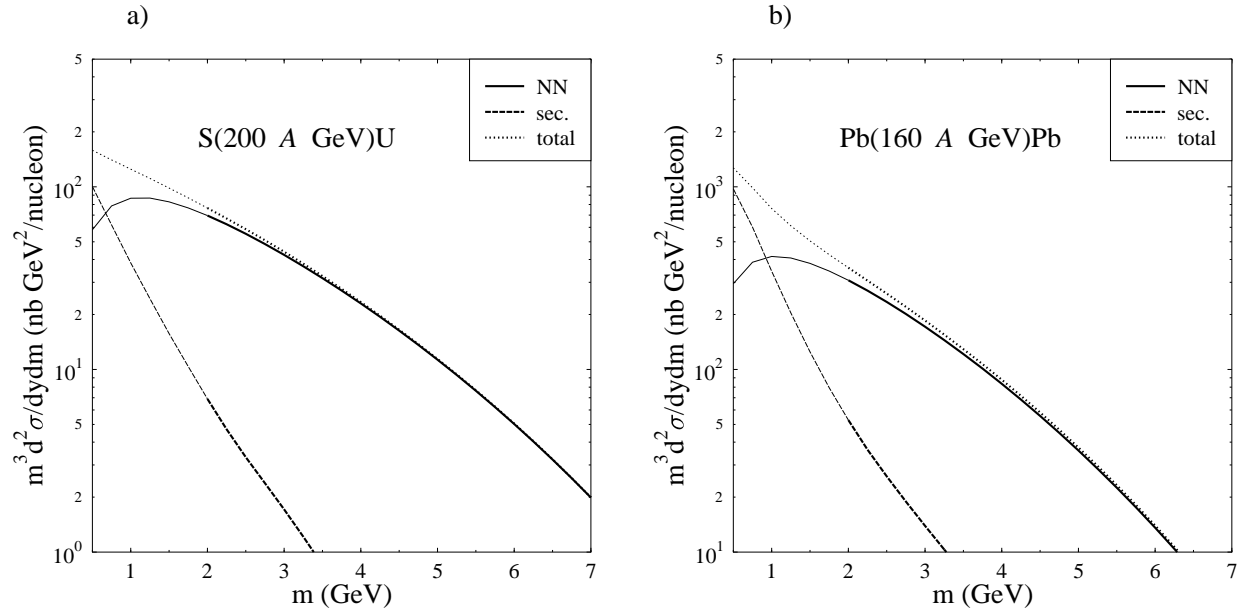 a)
5
2
10²
5
2
10¹
5
2
10⁰
m³d²σ/dydm (nb GeV²/nucleon)
S(200 A GeV)U
NN
sec.
total
1 2 3 4 5 6 7
m (GeV)
b)
5
2
10³
5
2
10²
5
2
10¹
m³d²σ/dydm (nb GeV²/nucleon)
Pb(160 A GeV)Pb
NN
sec.
total
1 2 3 4 5 6 7
m (GeV)